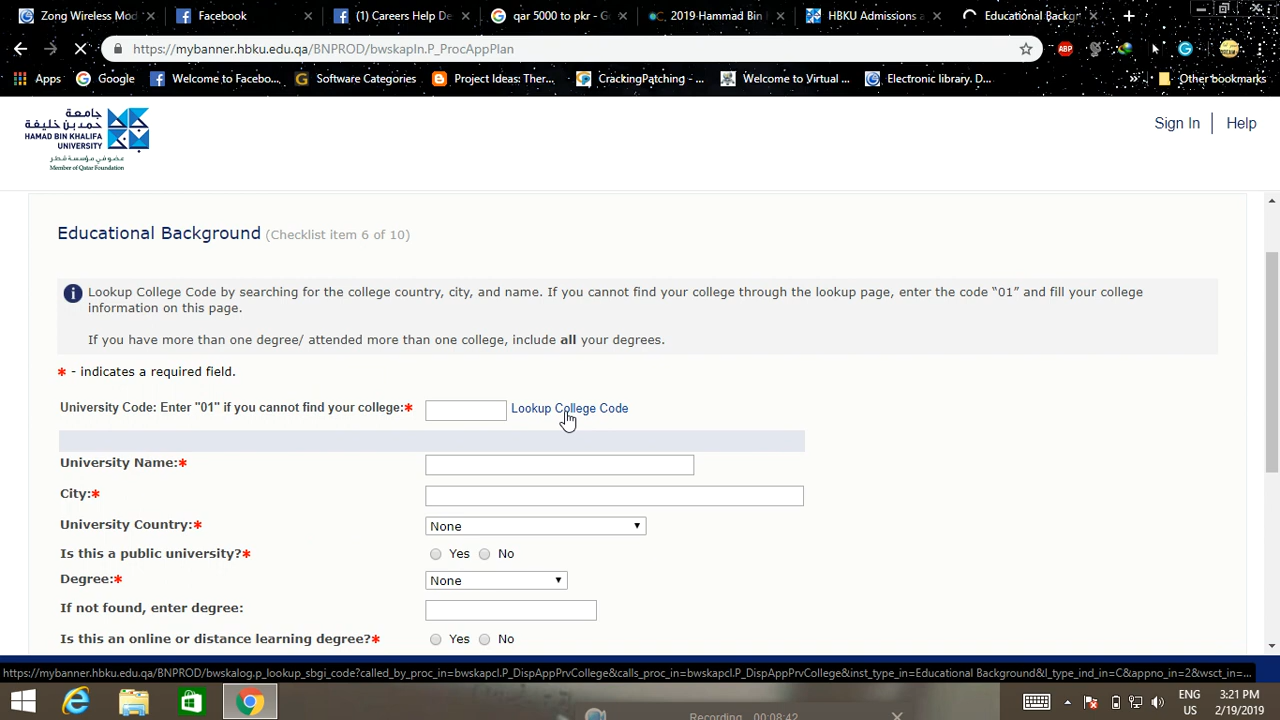 Zong Wireless Mod
Facebook
(1) Careers Help De
qar 5000 to pkr - G
2019 Hammad Bin
HBKU Admissions a
Educational Backgr
https://mybanner.hbku.edu.qa/BNPROD/bwskapln.P_ProcAppPlan
ABP
Apps
Google
Welcome to Facebo...
Software Categories
Project Ideas: Ther...
CrackingPatching - ...
Welcome to Virtual ...
Electronic library. D...
Other bookmarks
جامعة
حمد بن خليفة
HAMAD BIN KHALIFA
UNIVERSITY
عضو في مؤسسة قطر
Member of Qatar Foundation
Sign In
Help
Educational Background (Checklist item 6 of 10)
Lookup College Code by searching for the college country, city, and name. If you cannot find your college through the lookup page, enter the code “01” and fill your college
information on this page.
If you have more than one degree/ attended more than one college, include all your degrees.
* - indicates a required field.
University Code: Enter "01" if you cannot find your college:* Lookup College Code
University Name:*
City:*
University Country:* None
Is this a public university?* Yes No
Degree:* None
If not found, enter degree:
Is this an online or distance learning degree?* Yes No
https://mybanner.hbku.edu.qa/BNPROD/bwskalog.p_lookup_sbgi_code?called_by_proc_in=bwskapcl.P_DispAppPrvCollege&calls_proc_in=bwskapcl.P_DispAppPrvCollege&inst_type_in=Educational Background&l_type_ind_in=C&appno_in=2&wsct_in=...
Recording 00:08:42
ENG
US
3:21 PM
2/19/2019